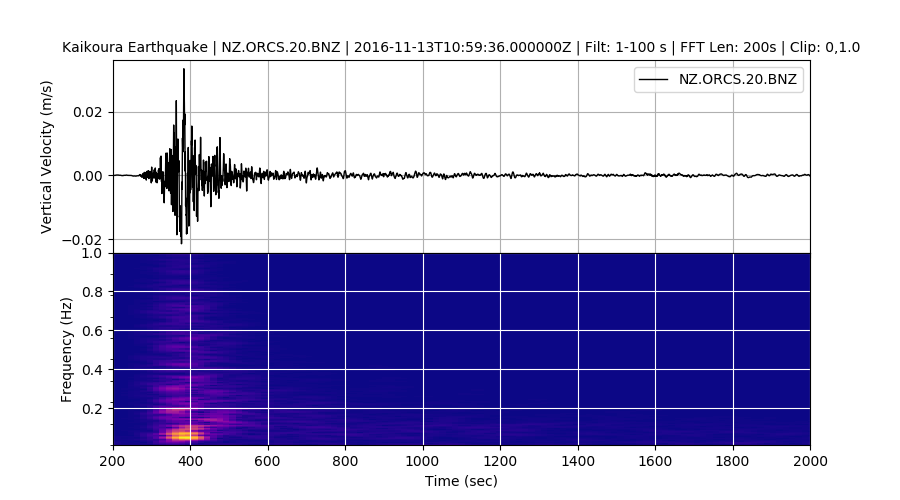 Kaikoura Earthquake | NZ.ORCS.20.BNZ | 2016-11-13T10:59:36.000000Z | Filt: 1-100 s | FFT Len: 200s | Clip: 0,1.0
NZ.ORCS.20.BNZ
Vertical Velocity (m/s)
0.02
0.00
−0.02
Frequency (Hz)
1.0
0.8
0.6
0.4
0.2
200 400 600 800 1000 1200 1400 1600 1800 2000
Time (sec)